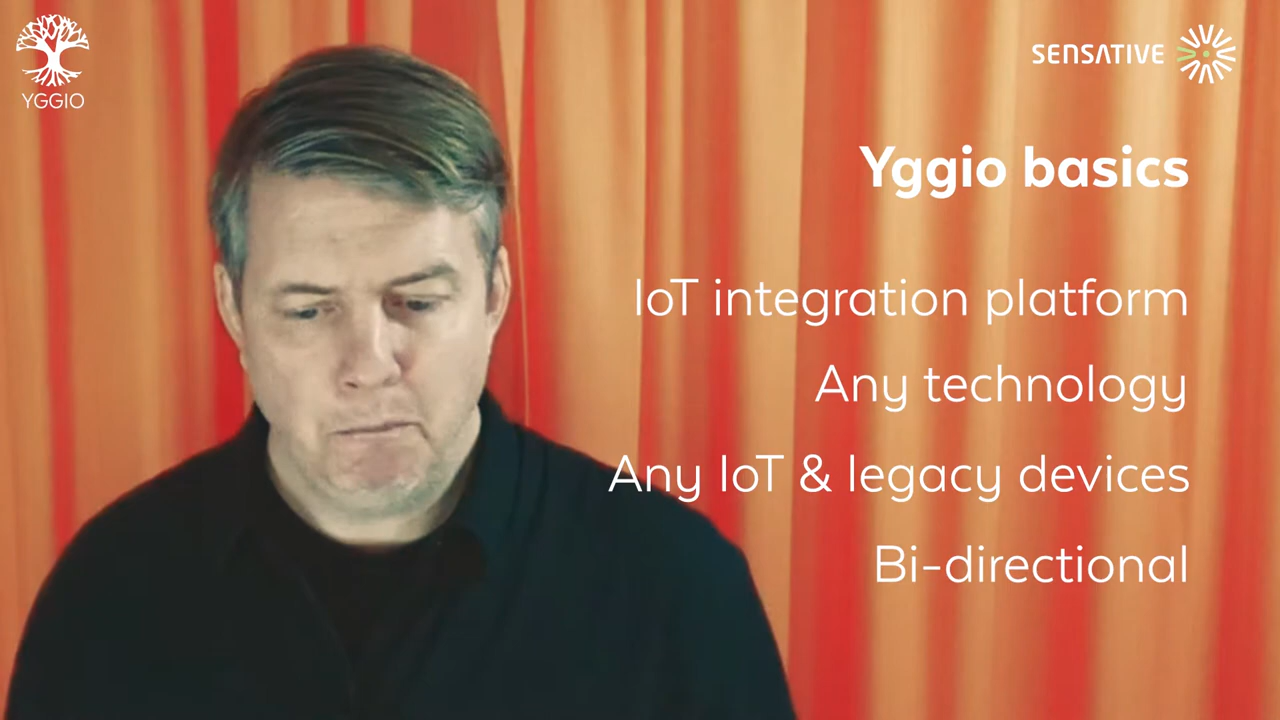 YGGIO
SENSATIVE
Yggio basics
IoT integration platform
Any technology
Any IoT & legacy devices
Bi-directional